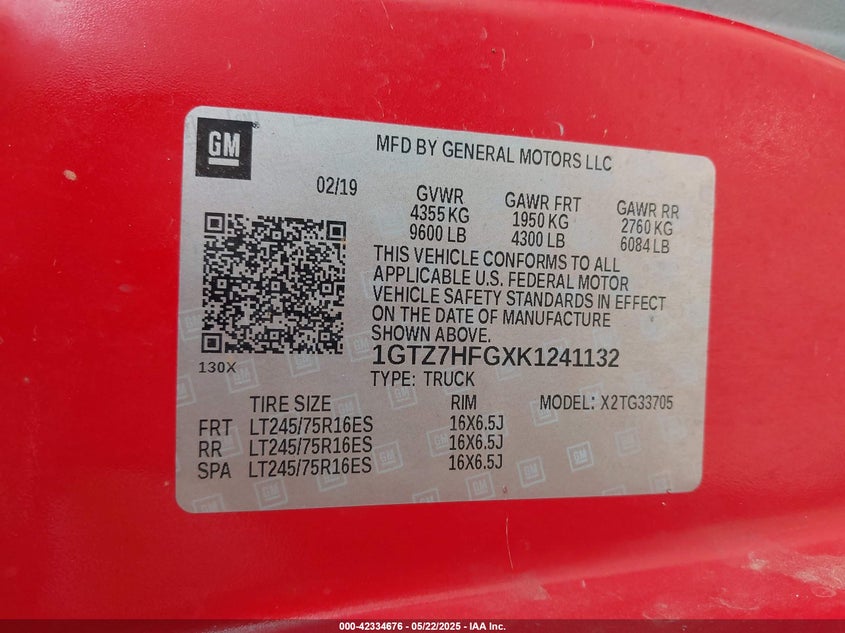 GM
MFD BY GENERAL MOTORS LLC
02/19
GVWR GAWR FRT GAWR RR
4355 KG 1950 KG 2760 KG
9600 LB 4300 LB 6084 LB
THIS VEHICLE CONFORMS TO ALL
APPLICABLE U.S. FEDERAL MOTOR
VEHICLE SAFETY STANDARDS IN EFFECT
ON THE DATE OF MANUFACTURE
SHOWN ABOVE.
130X
1GTZ7HFGXK1241132
TYPE: TRUCK
TIRE SIZE RIM MODEL: X2TG33705
FRT LT245/75R16ES 16X6.5J
RR LT245/75R16ES 16X6.5J
SPA LT245/75R16ES 16X6.5J
000-42334676 - 05/22/2025 - IAA Inc.